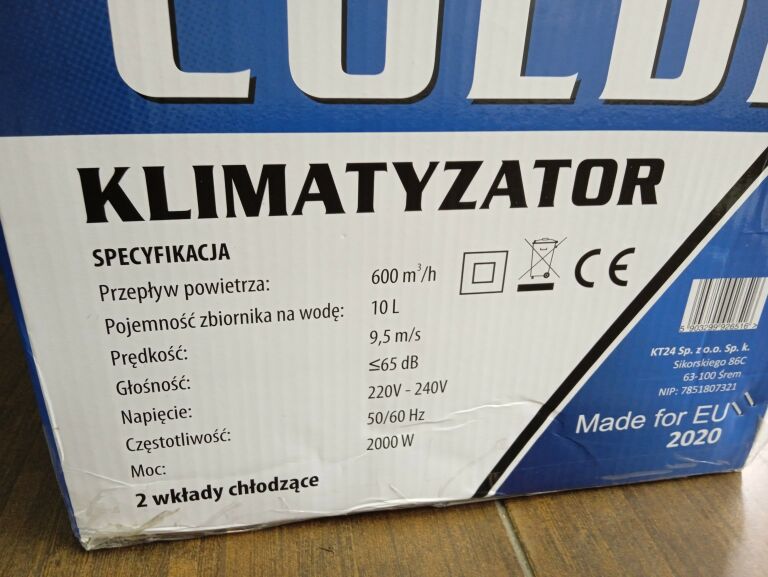 KLIMATYZATOR
SPECYFIKACJA
Przepływ powietrza: 600 m³/h
Pojemność zbiornika na wodę: 10 L
Prędkość: 9,5 m/s
Głośność: ≤65 dB
Napięcie: 220V - 240V
Częstotliwość: 50/60 Hz
Moc: 2000 W
2 wkłady chłodzące
CE
KT24 Sp. z o.o. Sp. k.
Sikorskiego 86C
63-100 Śrem
NIP: 7851807321
Made for EU
2020